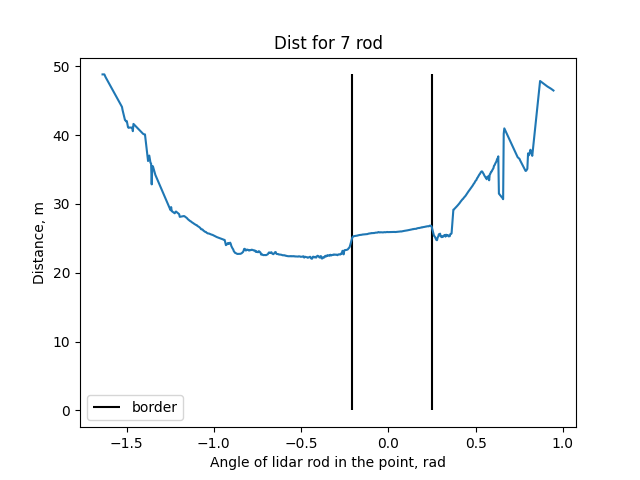 Dist for 7 rod
Distance, m
50
40
30
20
10
0
border
−1.5 −1.0 −0.5 0.0 0.5 1.0
Angle of lidar rod in the point, rad